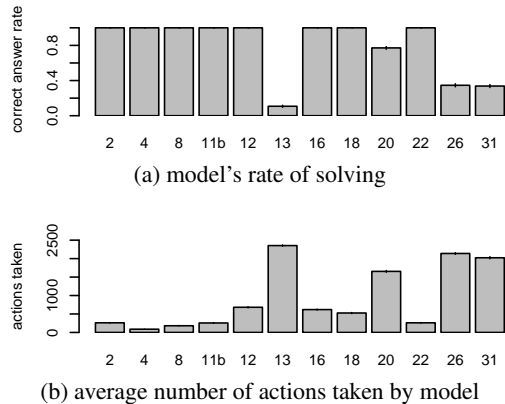 correct answer rate
0.8
0.4
0.0
2 4 8 11b 12 13 16 18 20 22 26 31
(a) model's rate of solving
actions taken
2500
1000
0
2 4 8 11b 12 13 16 18 20 22 26 31
(b) average number of actions taken by model